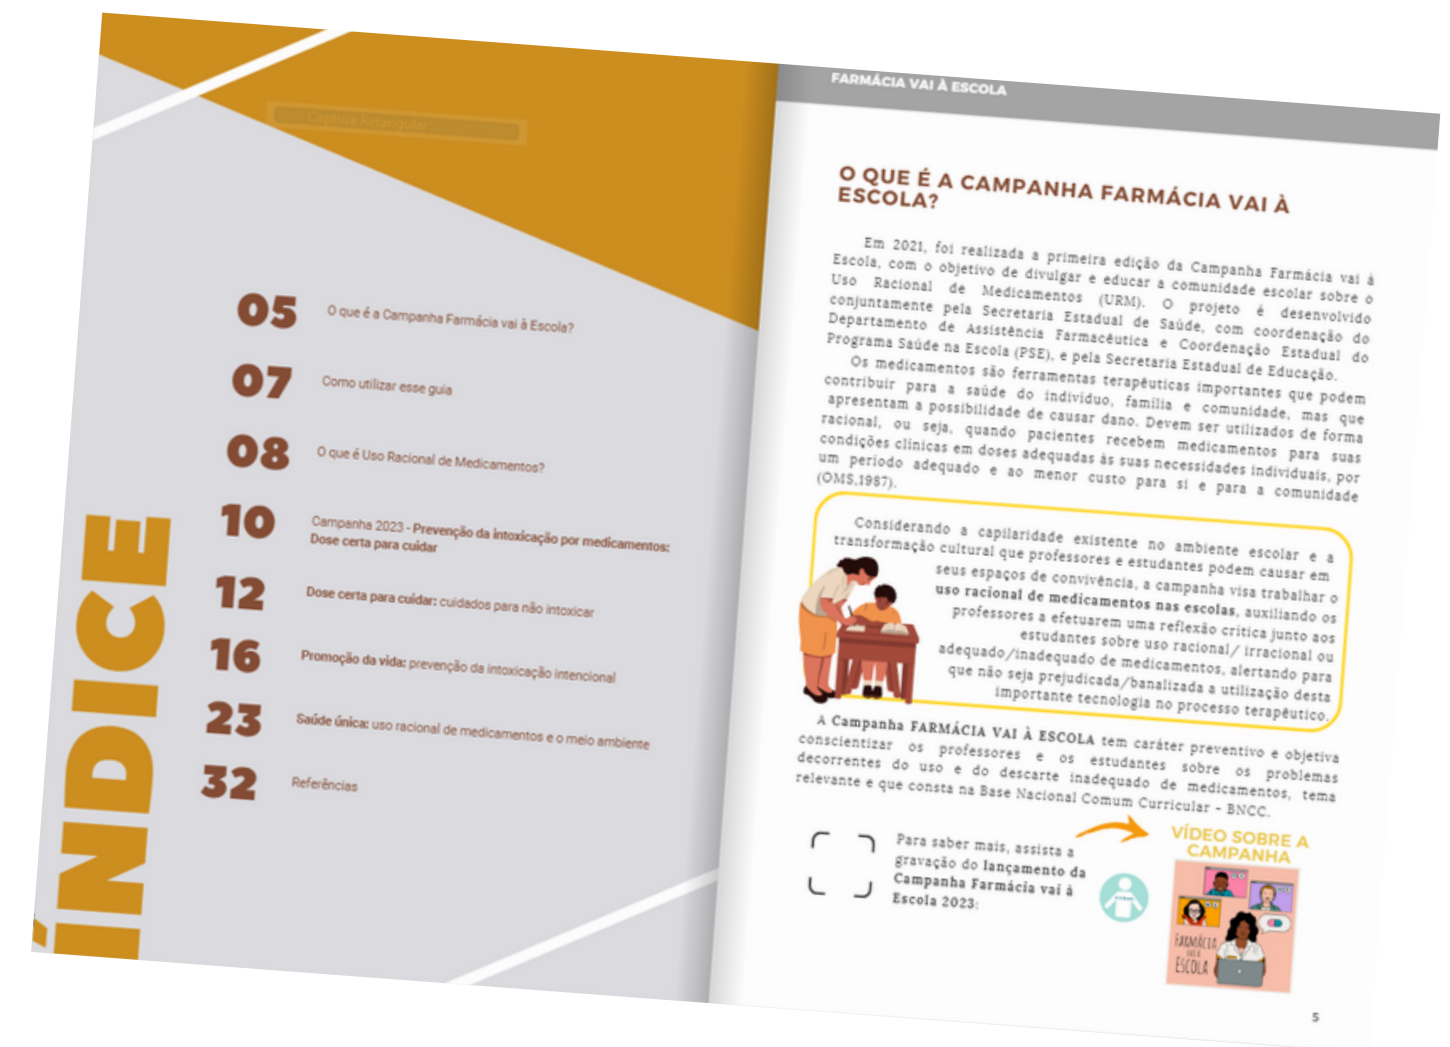 Captura Retangular
05 O que é a Campanha Farmácia vai à Escola?
07 Como utilizar esse guia
08 O que é Uso Racional de Medicamentos?
10 Campanha 2023 - Prevenção da intoxicação por medicamentos:
Dose certa para cuidar
12 Dose certa para cuidar: cuidados para não intoxicar
16 Promoção da vida: prevenção da intoxicação intencional
23 Saúde única: uso racional de medicamentos e o meio ambiente
32 Referências
ÍNDICE
FARMÁCIA VAI À ESCOLA
O QUE É A CAMPANHA FARMÁCIA VAI À
ESCOLA?
Em 2021, foi realizada a primeira edição da Campanha Farmácia vai à
Escola, com o objetivo de divulgar e educar a comunidade escolar sobre o
Uso Racional de Medicamentos (URM). O projeto é desenvolvido
conjuntamente pela Secretaria Estadual de Saúde, com coordenação do
Departamento de Assistência Farmacêutica e Coordenação Estadual do
Programa Saúde na Escola (PSE), e pela Secretaria Estadual de Educação.
Os medicamentos são ferramentas terapêuticas importantes que podem
contribuir para a saúde do indivíduo, família e comunidade, mas que
apresentam a possibilidade de causar dano. Devem ser utilizados de forma
racional, ou seja, quando pacientes recebem medicamentos para suas
condições clínicas em doses adequadas às suas necessidades individuais, por
um período adequado e ao menor custo para si e para a comunidade
(OMS,1987).
Considerando a capilaridade existente no ambiente escolar e a
transformação cultural que professores e estudantes podem causar em
seus espaços de convivência, a campanha visa trabalhar o
uso racional de medicamentos nas escolas, auxiliando os
professores a efetuarem uma reflexão crítica junto aos
estudantes sobre uso racional/ irracional ou
adequado/inadequado de medicamentos, alertando para
que não seja prejudicada/banalizada a utilização desta
importante tecnologia no processo terapêutico.
A Campanha FARMÁCIA VAI À ESCOLA tem caráter preventivo e objetiva
conscientizar os professores e os estudantes sobre os problemas
decorrentes do uso e do descarte inadequado de medicamentos, tema
relevante e que consta na Base Nacional Comum Curricular - BNCC.
Para saber mais, assista a
gravação do lançamento da
Campanha Farmácia vai à
Escola 2023:
VÍDEO SOBRE A
CAMPANHA
FARMÁCIA
VAI À
ESCOLA
5